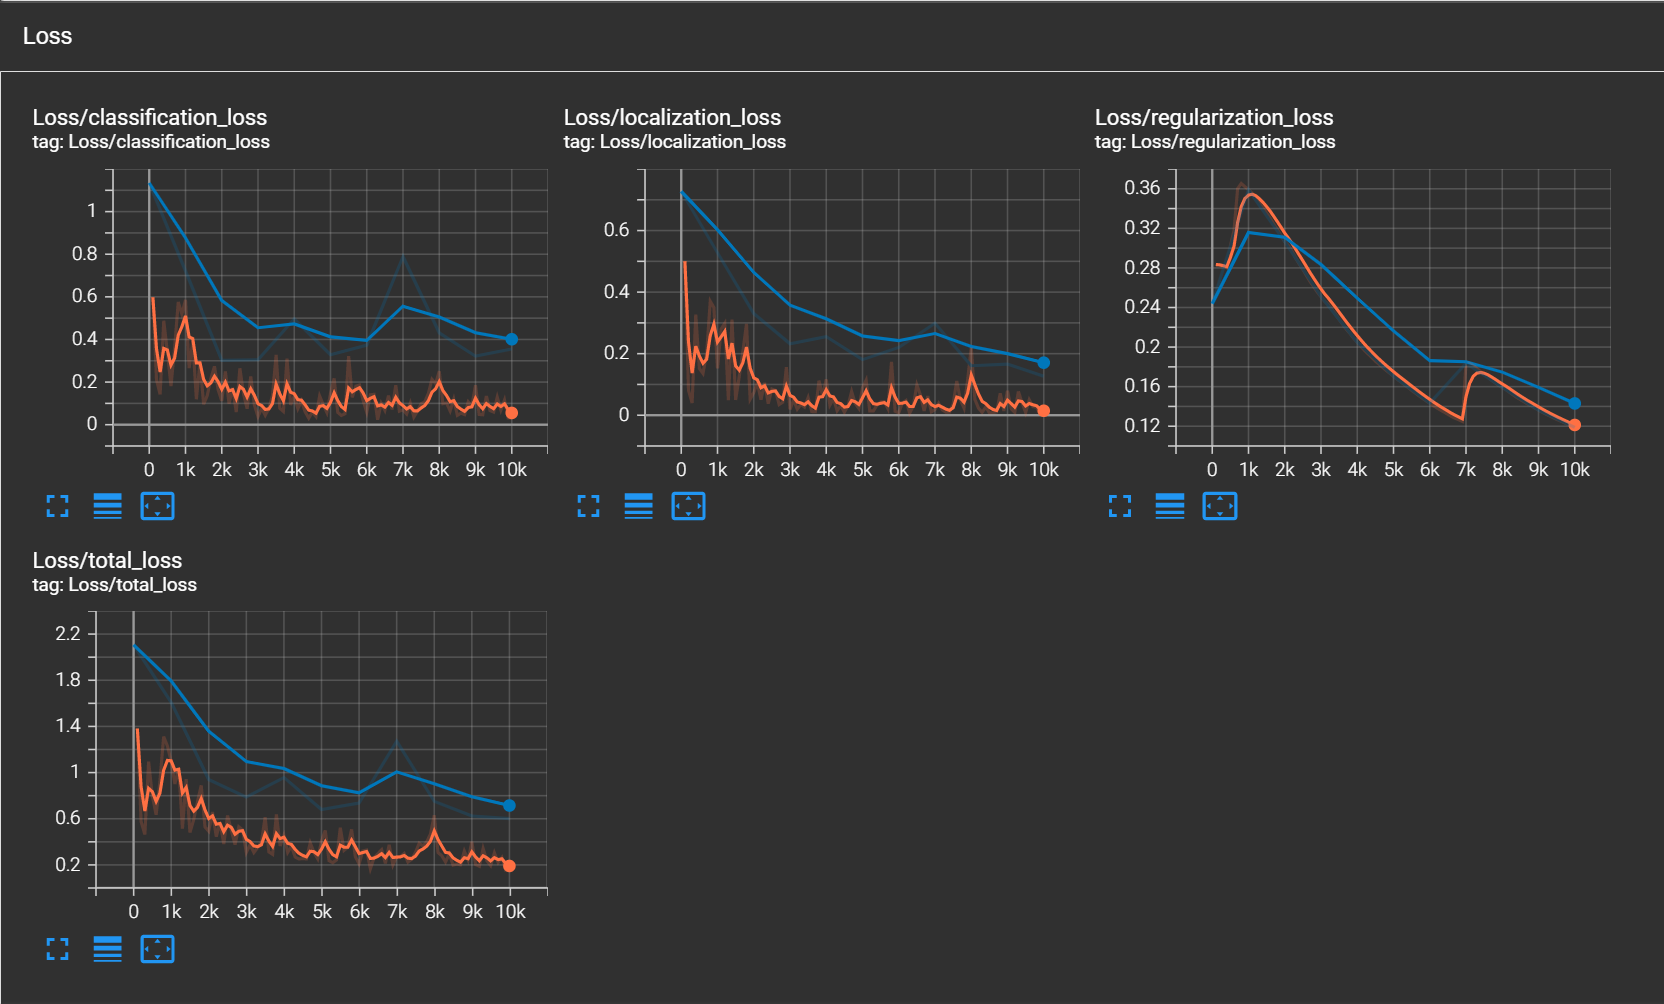 Loss
Loss/classification_loss
tag: Loss/classification_loss
1
0.8
0.6
0.4
0.2
0
0 1k 2k 3k 4k 5k 6k 7k 8k 9k 10k
Loss/localization_loss
tag: Loss/localization_loss
0.6
0.4
0.2
0
0 1k 2k 3k 4k 5k 6k 7k 8k 9k 10k
Loss/regularization_loss
tag: Loss/regularization_loss
0.36
0.32
0.28
0.24
0.2
0.16
0.12
0 1k 2k 3k 4k 5k 6k 7k 8k 9k 10k
Loss/total_loss
tag: Loss/total_loss
2.2
1.8
1.4
1
0.6
0.2
0 1k 2k 3k 4k 5k 6k 7k 8k 9k 10k